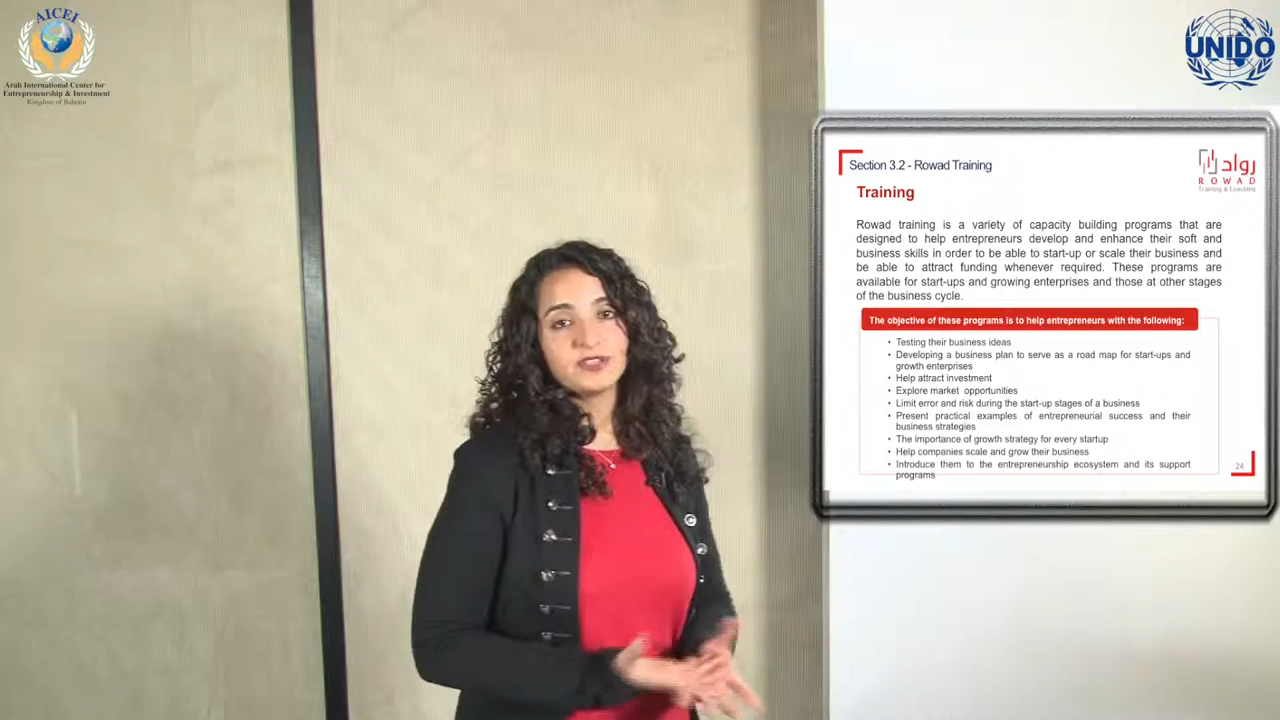 AICEI
Arab International Center for
Entrepreneurship & Investment
Kingdom of Bahrain
UNIDO
Section 3.2 - Rowad Training
رواد
ROWAD
Training & Coaching
Training
Rowad training is a variety of capacity building programs that are
designed to help entrepreneurs develop and enhance their soft and
business skills in order to be able to start-up or scale their business and
be able to attract funding whenever required. These programs are
available for start-ups and growing enterprises and those at other stages
of the business cycle.
The objective of these programs is to help entrepreneurs with the following:
• Testing their business ideas
• Developing a business plan to serve as a road map for start-ups and
growth enterprises
• Help attract investment
• Explore market opportunities
• Limit error and risk during the start-up stages of a business
• Present practical examples of entrepreneurial success and their
business strategies
• The importance of growth strategy for every startup
• Help companies scale and grow their business
• Introduce them to the entrepreneurship ecosystem and its support
programs
24